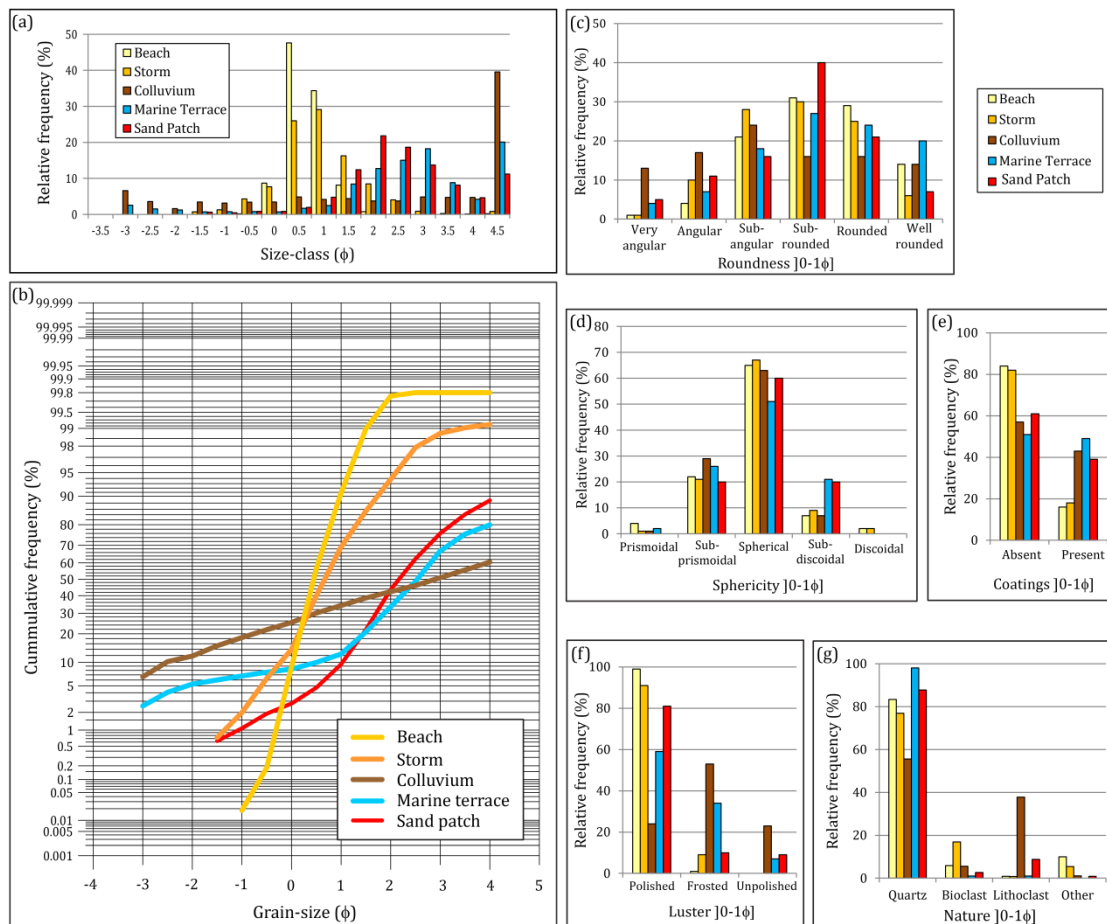 (a)
Relative frequency (%)
50
40
30
20
10
0
Beach
Storm
Colluvium
Marine Terrace
Sand Patch
-3.5 -3 -2.5 -2 -1.5 -1 -0.5 0 0.5 1 1.5 2 2.5 3 3.5 4 4.5
Size-class (ϕ)
(b)
Cummulative frequency (%)
99.999
99.995
99.99
99.95
99.9
99.8
99.5
99
98
95
90
80
70
60
50
40
30
20
10
5
2
1
0.5
0.2
0.1
0.05
0.01
0.005
0.001
Beach
Storm
Colluvium
Marine terrace
Sand patch
-4 -3 -2 -1 0 1 2 3 4 5
Grain-size (ϕ)
(c)
Relative frequency (%)
50
40
30
20
10
0
Very angular
Angular
Sub-angular
Sub-rounded
Rounded
Well rounded
Roundness ]0-1ϕ]
Beach
Storm
Colluvium
Marine Terrace
Sand Patch
(d)
Relative frequency (%)
80
70
60
50
40
30
20
10
0
Prismoidal
Sub-prismoidal
Spherical
Sub-discoidal
Discoidal
Sphericity ]0-1ϕ]
(e)
Relative frequency (%)
100
80
60
40
20
0
Absent Present
Coatings ]0-1ϕ]
(f)
Relative frequency (%)
100
80
60
40
20
0
Polished Frosted Unpolished
Luster ]0-1ϕ]
(g)
Relative frequency (%)
100
80
60
40
20
0
Quartz Bioclast Lithoclast Other
Nature ]0-1ϕ]